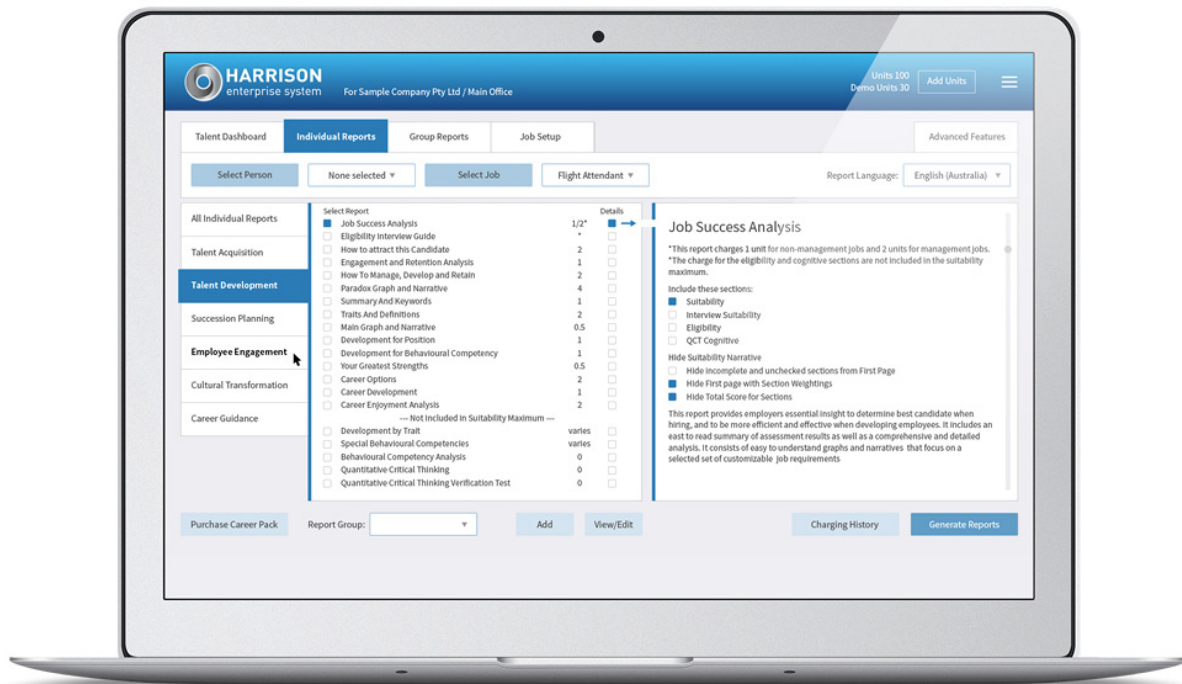 HARRISON
enterprise system
For Sample Company Pty Ltd / Main Office
Units 100
Demo Units 30
Add Units
Talent Dashboard
Individual Reports
Group Reports
Job Setup
Advanced Features
Select Person
None selected
Select Job
Flight Attendant
Report Language:
English (Australia)
All Individual Reports
Talent Acquisition
Talent Development
Succession Planning
Employee Engagement
Cultural Transformation
Career Guidance
Select Report Details
Job Success Analysis 1/2*
Eligibility Interview Guide *
How to attract this Candidate 2
Engagement and Retention Analysis 1
How To Manage, Develop and Retain 2
Paradox Graph and Narrative 4
Summary And Keywords 1
Traits And Definitions 2
Main Graph and Narrative 0.5
Development for Position 1
Development for Behavioural Competency 1
Your Greatest Strengths 0.5
Career Options 2
Career Development 1
Career Enjoyment Analysis 2
--- Not Included in Suitability Maximum ---
Development by Trait varies
Special Behavioural Competencies varies
Behavioural Competency Analysis 0
Quantitative Critical Thinking 0
Quantitative Critical Thinking Verification Test 0
Job Success Analysis
*This report charges 1 unit for non-management jobs and 2 units for management jobs.
*The charge for the eligibility and cognitive sections are not included in the suitability
maximum.
Include these sections:
Suitability
Interview Suitability
Eligibility
QCT Cognitive
Hide Suitability Narrative
Hide incomplete and unchecked sections from First Page
Hide First page with Section Weightings
Hide Total Score for Sections
This report provides employers essential insight to determine best candidate when
hiring, and to be more efficient and effective when developing employees. It includes an
east to read summary of assessment results as well as a comprehensive and detailed
analysis. It consists of easy to understand graphs and narratives that focus on a
selected set of customizable job requirements
Purchase Career Pack
Report Group:
Add
View/Edit
Charging History
Generate Reports